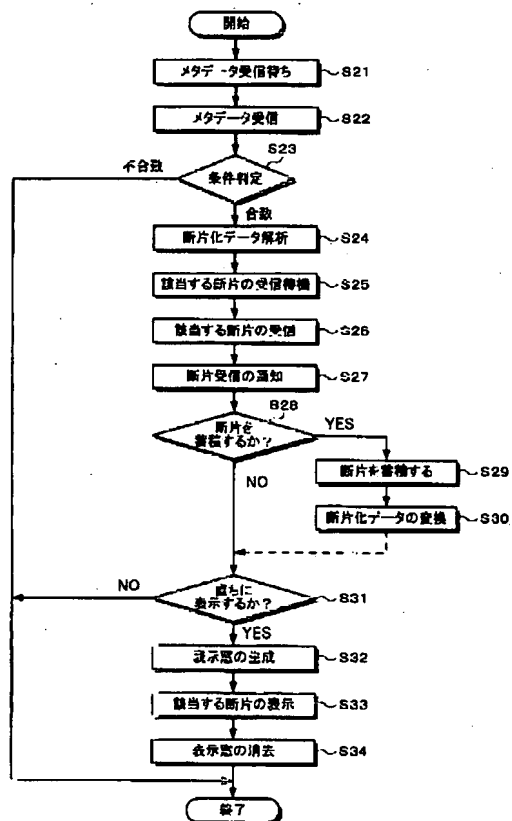 開始
メタデータ受信待ち
S21
メタデータ受信
S22
S23
不合致
条件判定
合致
断片化データ解析
S24
該当する断片の受信待機
S25
該当する断片の受信
S26
断片受信の通知
S27
S28
断片を
蓄積するか?
YES
NO
断片を蓄積する
S29
断片化データの変換
S30
直ちに
表示するか?
NO
S31
YES
表示窓の生成
S32
該当する断片の表示
S33
表示窓の消去
S34
終了